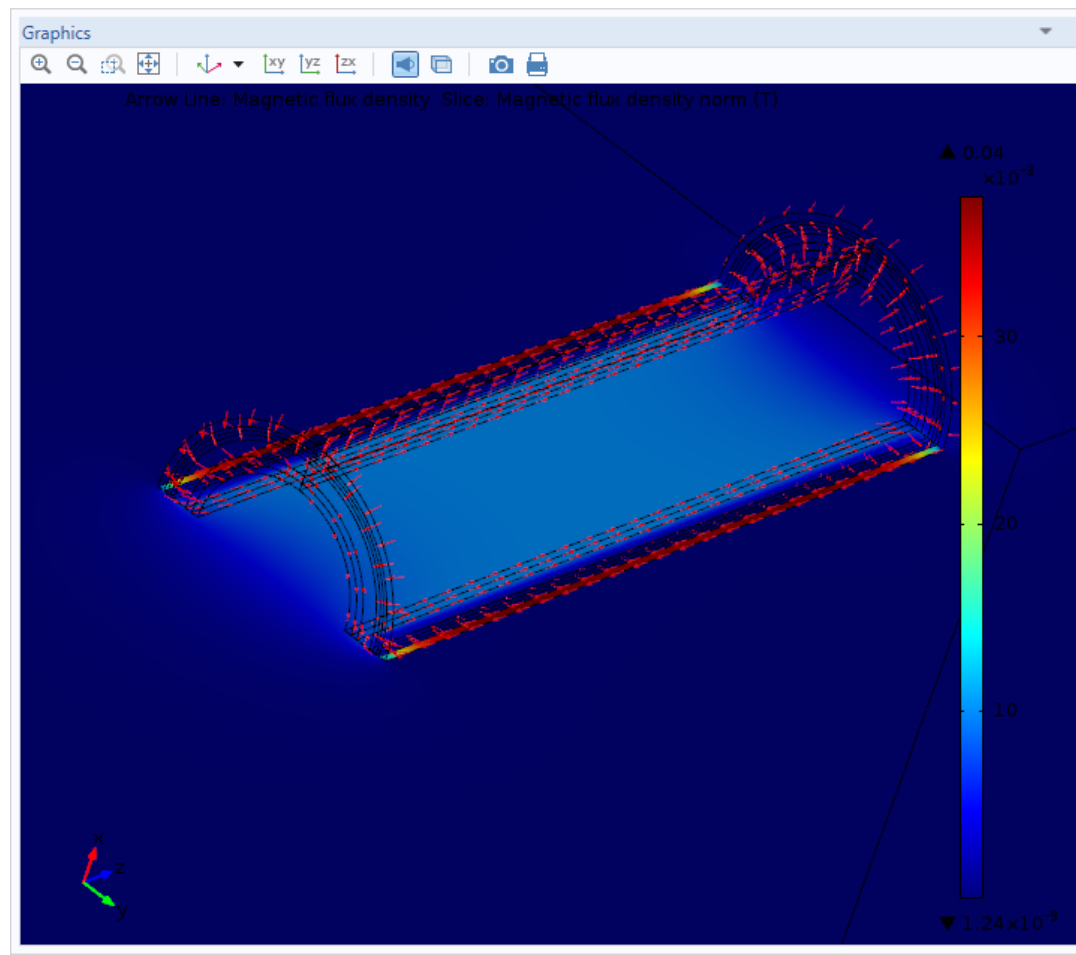 Graphics
xy yz zx
Arrow Line: Magnetic flux density  Slice: Magnetic flux density norm (T)
▲ 0.04
×10⁻³
30
20
10
▼ 1.24×10⁻⁹
x
z
y